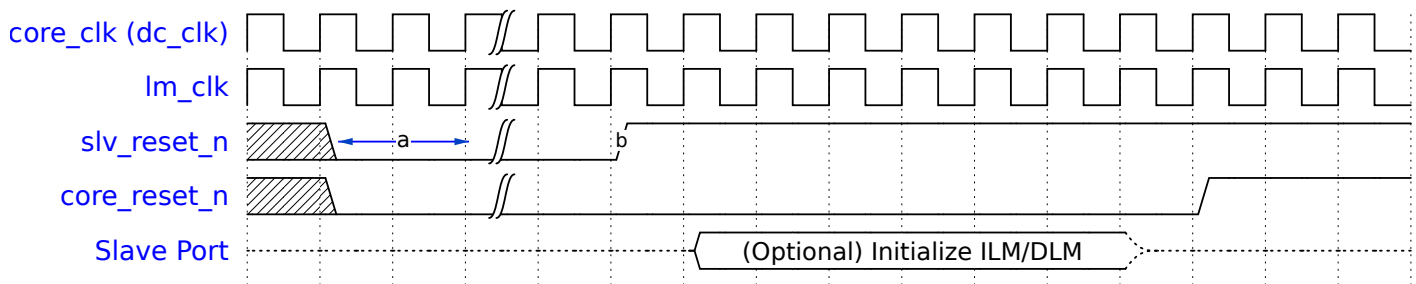 core_clk (dc_clk)
lm_clk
slv_reset_n a b
core_reset_n
Slave Port (Optional) Initialize ILM/DLM